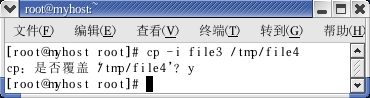 root@myhost:~
文件(F) 编辑(E) 查看(V) 终端(T) 转到(G) 帮助(H)
[root@myhost root]# cp -i file3 /tmp/file4
cp：是否覆盖‘/tmp/file4’? y
[root@myhost root]#